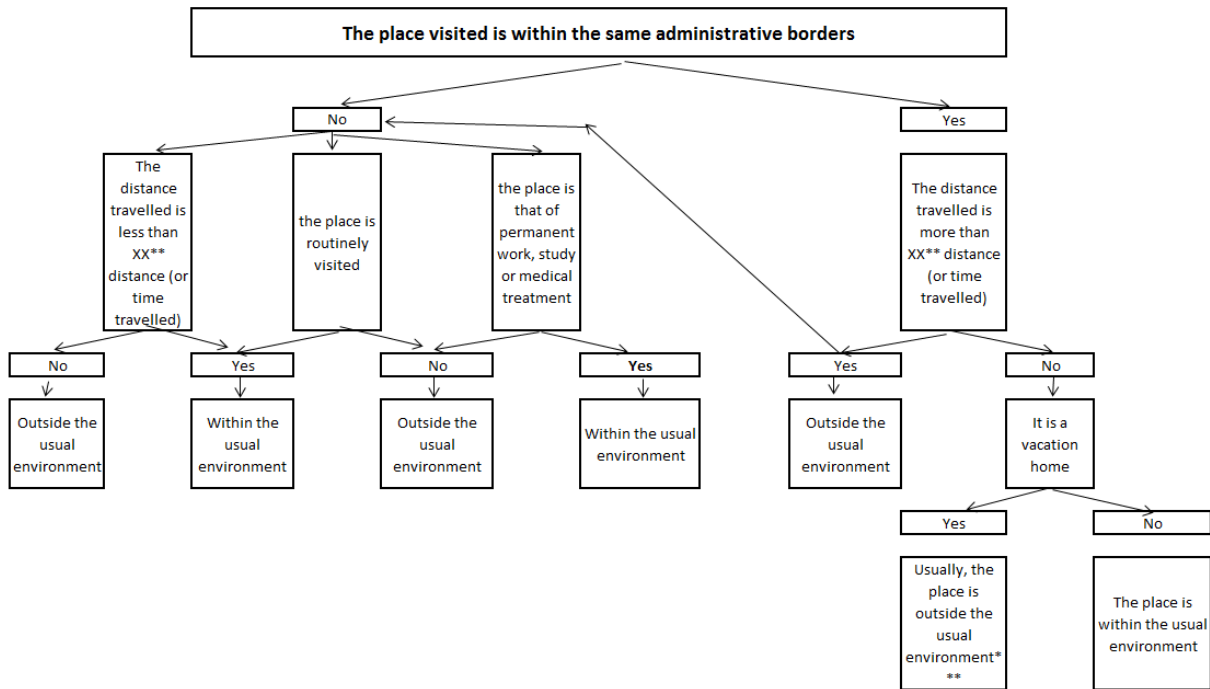 The place visited is within the same administrative borders
No
Yes
The
distance
travelled is
less than
XX**
distance (or
time
travelled)
the place is
routinely
visited
the place is
that of
permanent
work, study
or medical
treatment
The distance
travelled is
more than
XX** distance
(or time
travelled)
No
Yes
No
Yes
Yes
No
Outside the
usual
environment
Within the
usual
environment
Outside the
usual
environment
Within the usual
environment
Outside the
usual
environment
It is a
vacation
home
Yes
No
Usually, the
place is
outside the
usual
environment*
**
The place is
within the usual
environment